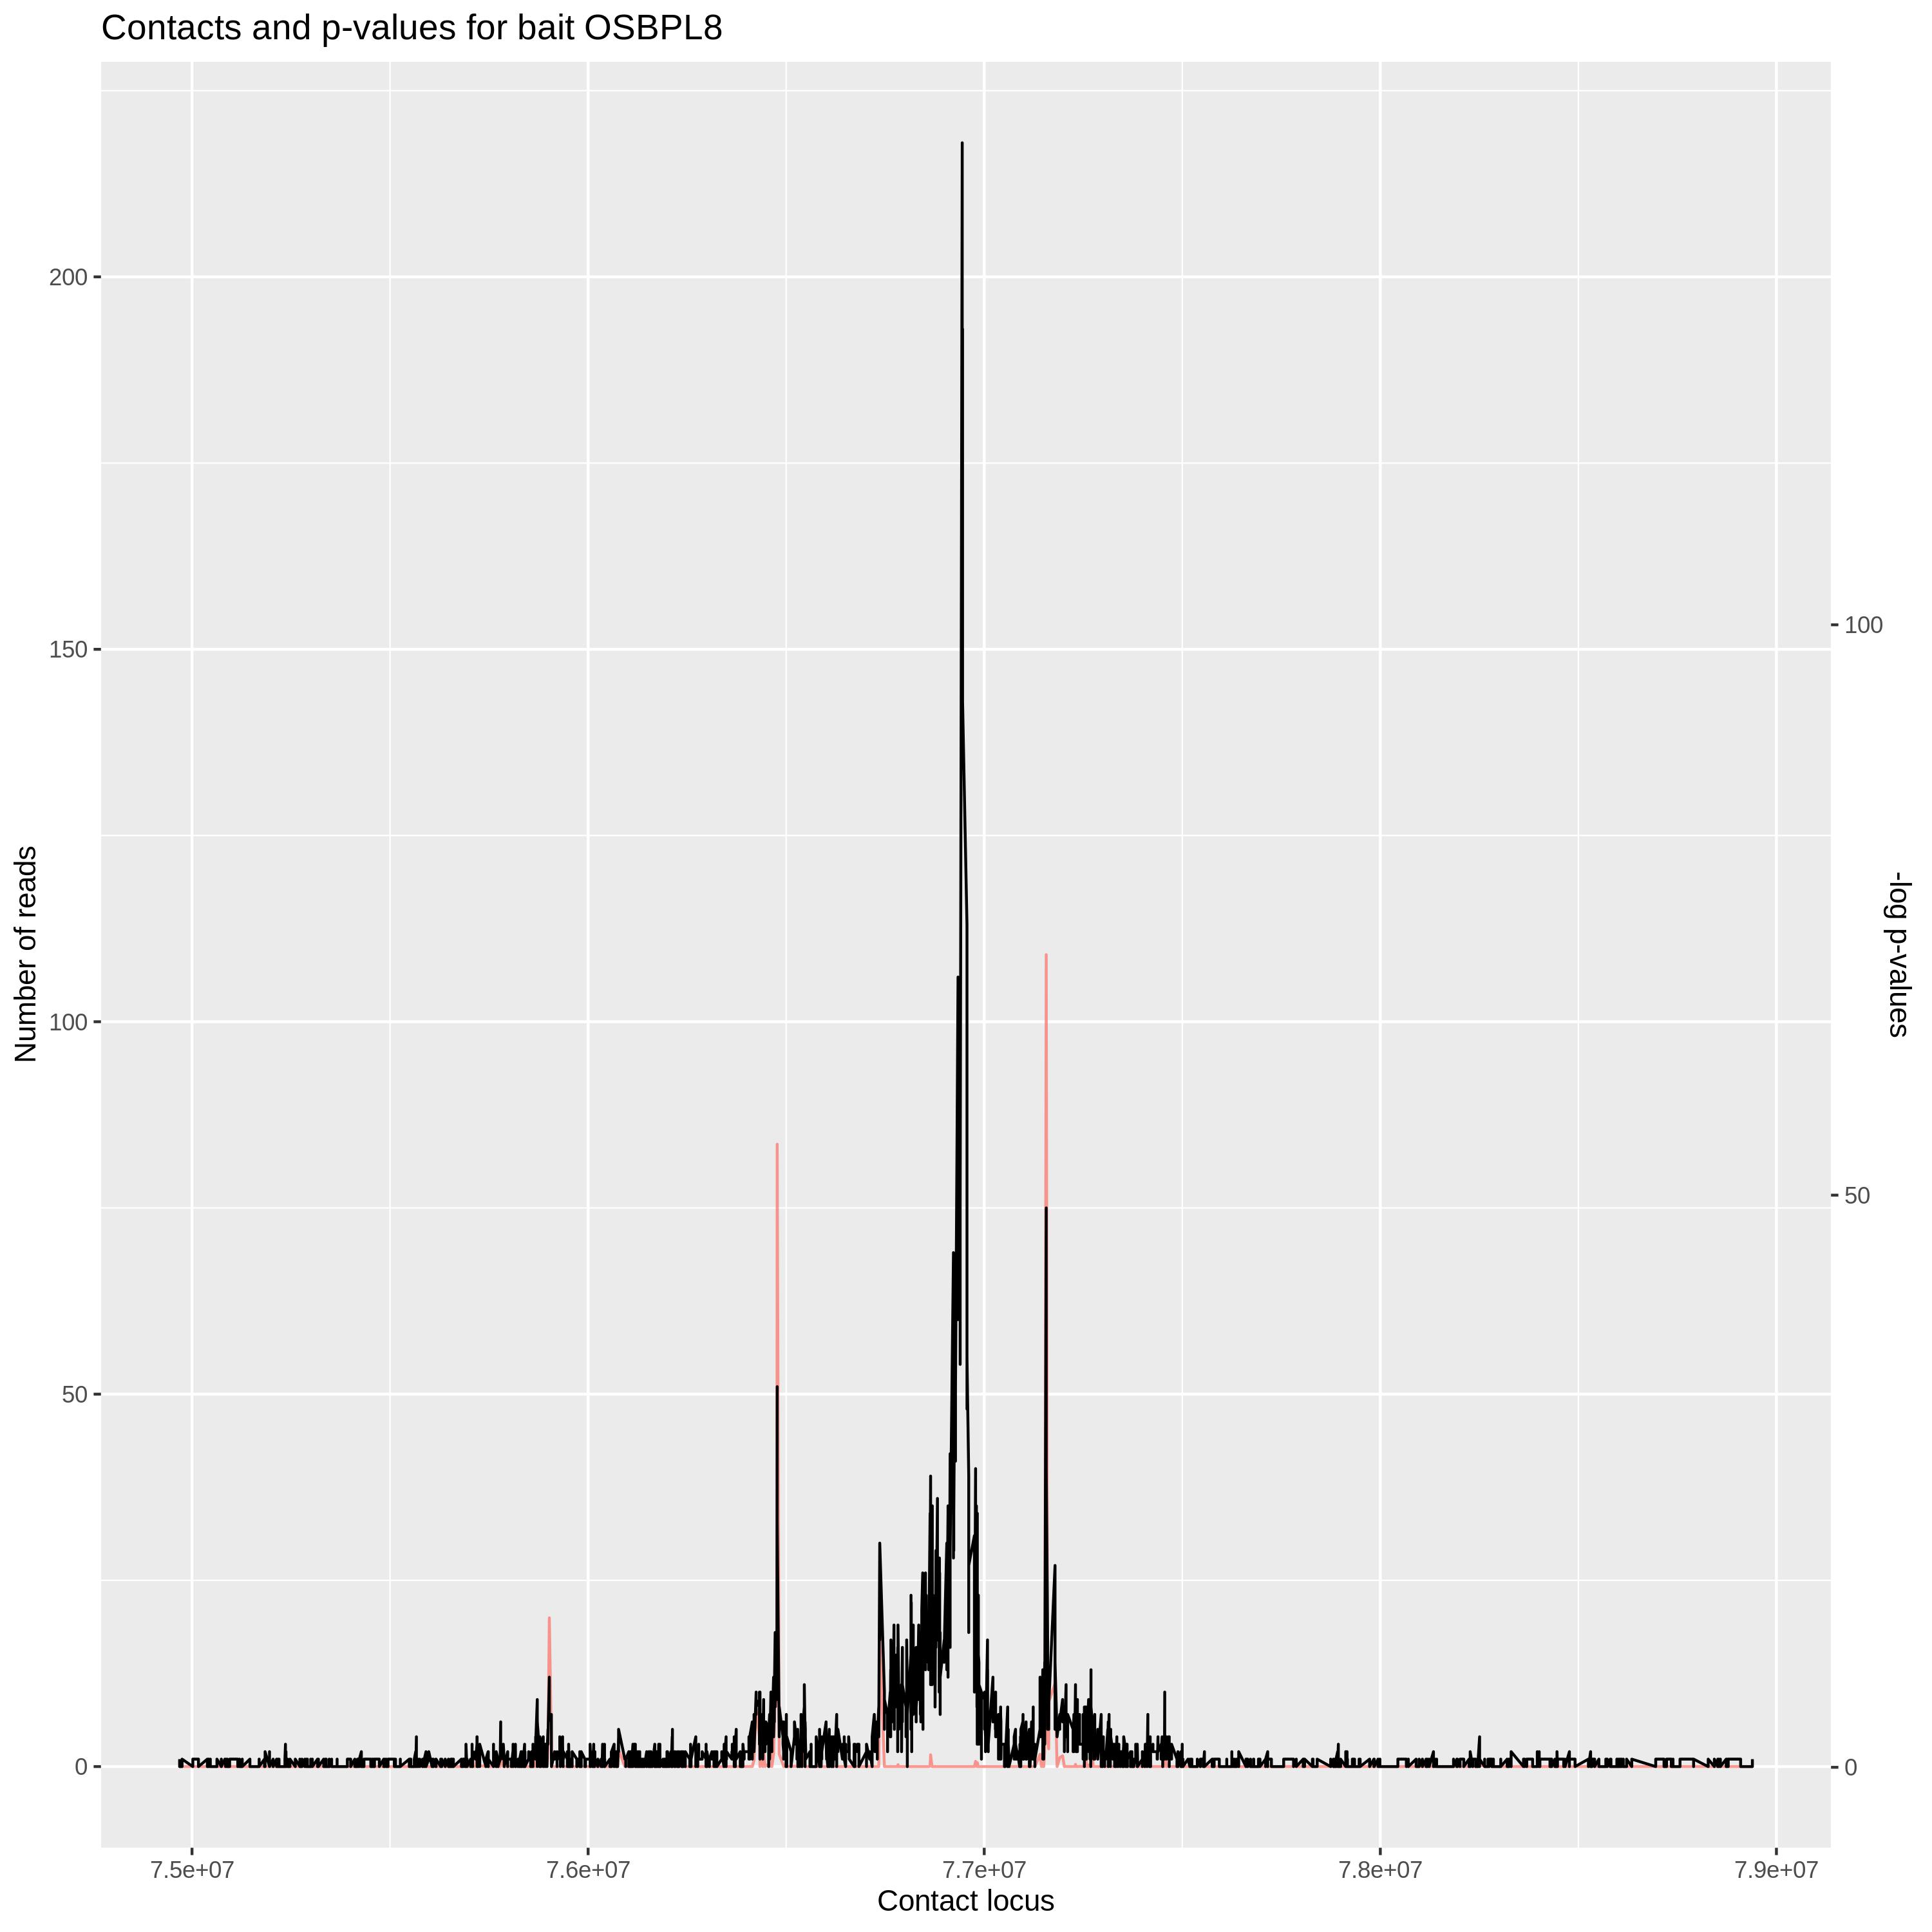 Contacts and p-values for bait OSBPL8
Number of reads
200
150
100
50
0
100
50
0
-log p-values
7.5e+07
7.6e+07
7.7e+07
7.8e+07
7.9e+07
Contact locus